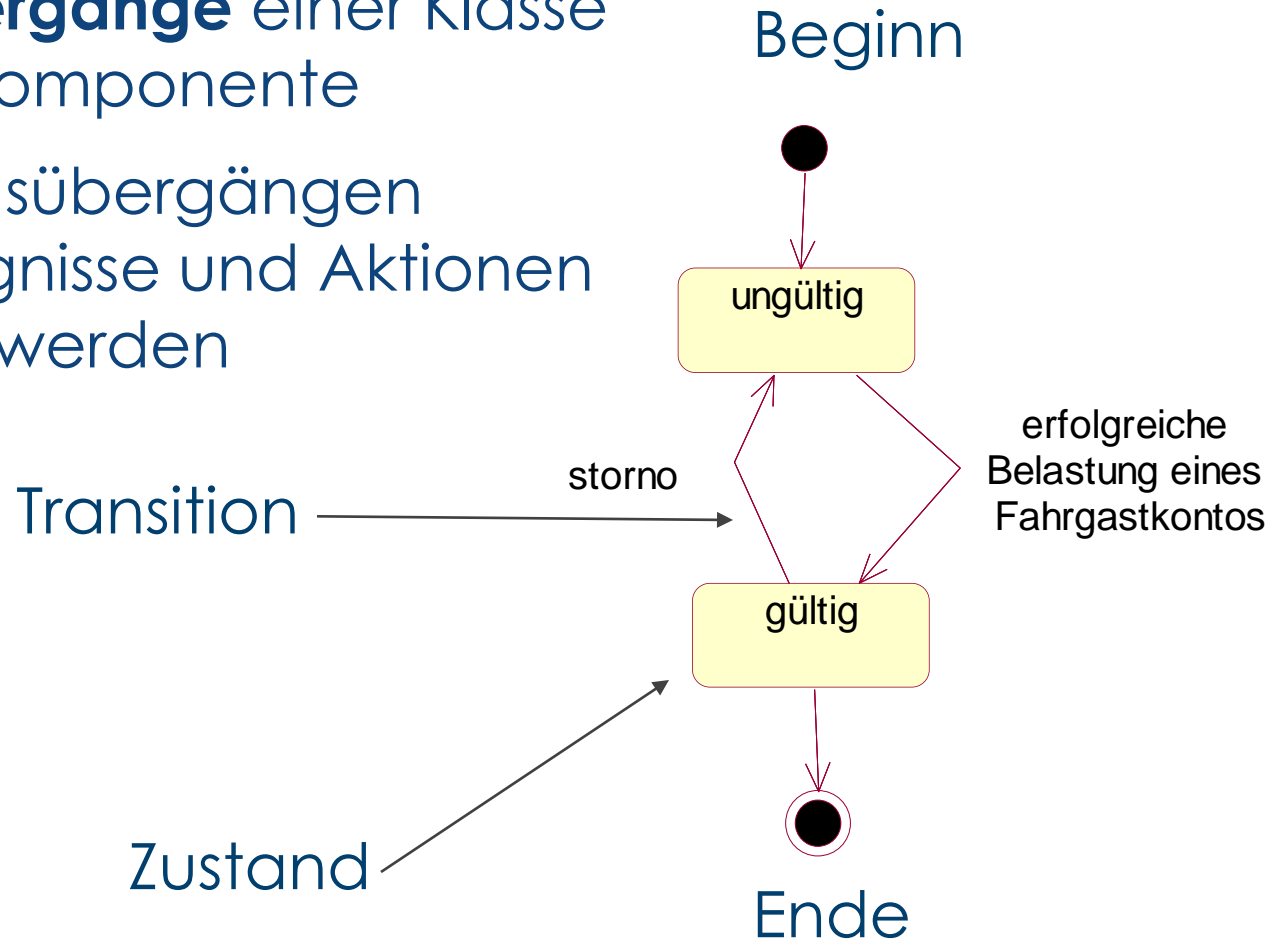 ergänge einer Klasse
omponente
sübergängen
gnisse und Aktionen
werden
Beginn
ungültig
erfolgreiche
Belastung eines
Fahrgastkontos
storno
Transition
gültig
Zustand
Ende